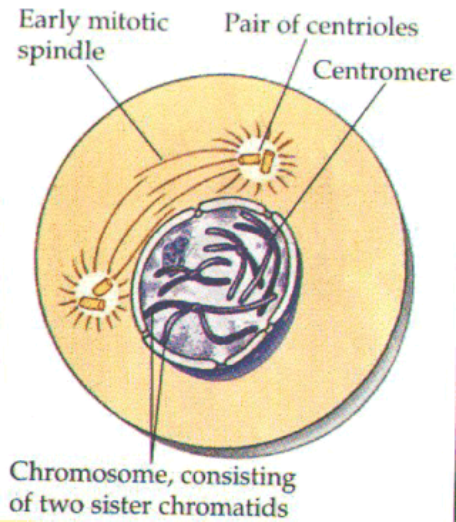 Early mitotic
spindle
Pair of centrioles
Centromere
Chromosome, consisting
of two sister chromatids